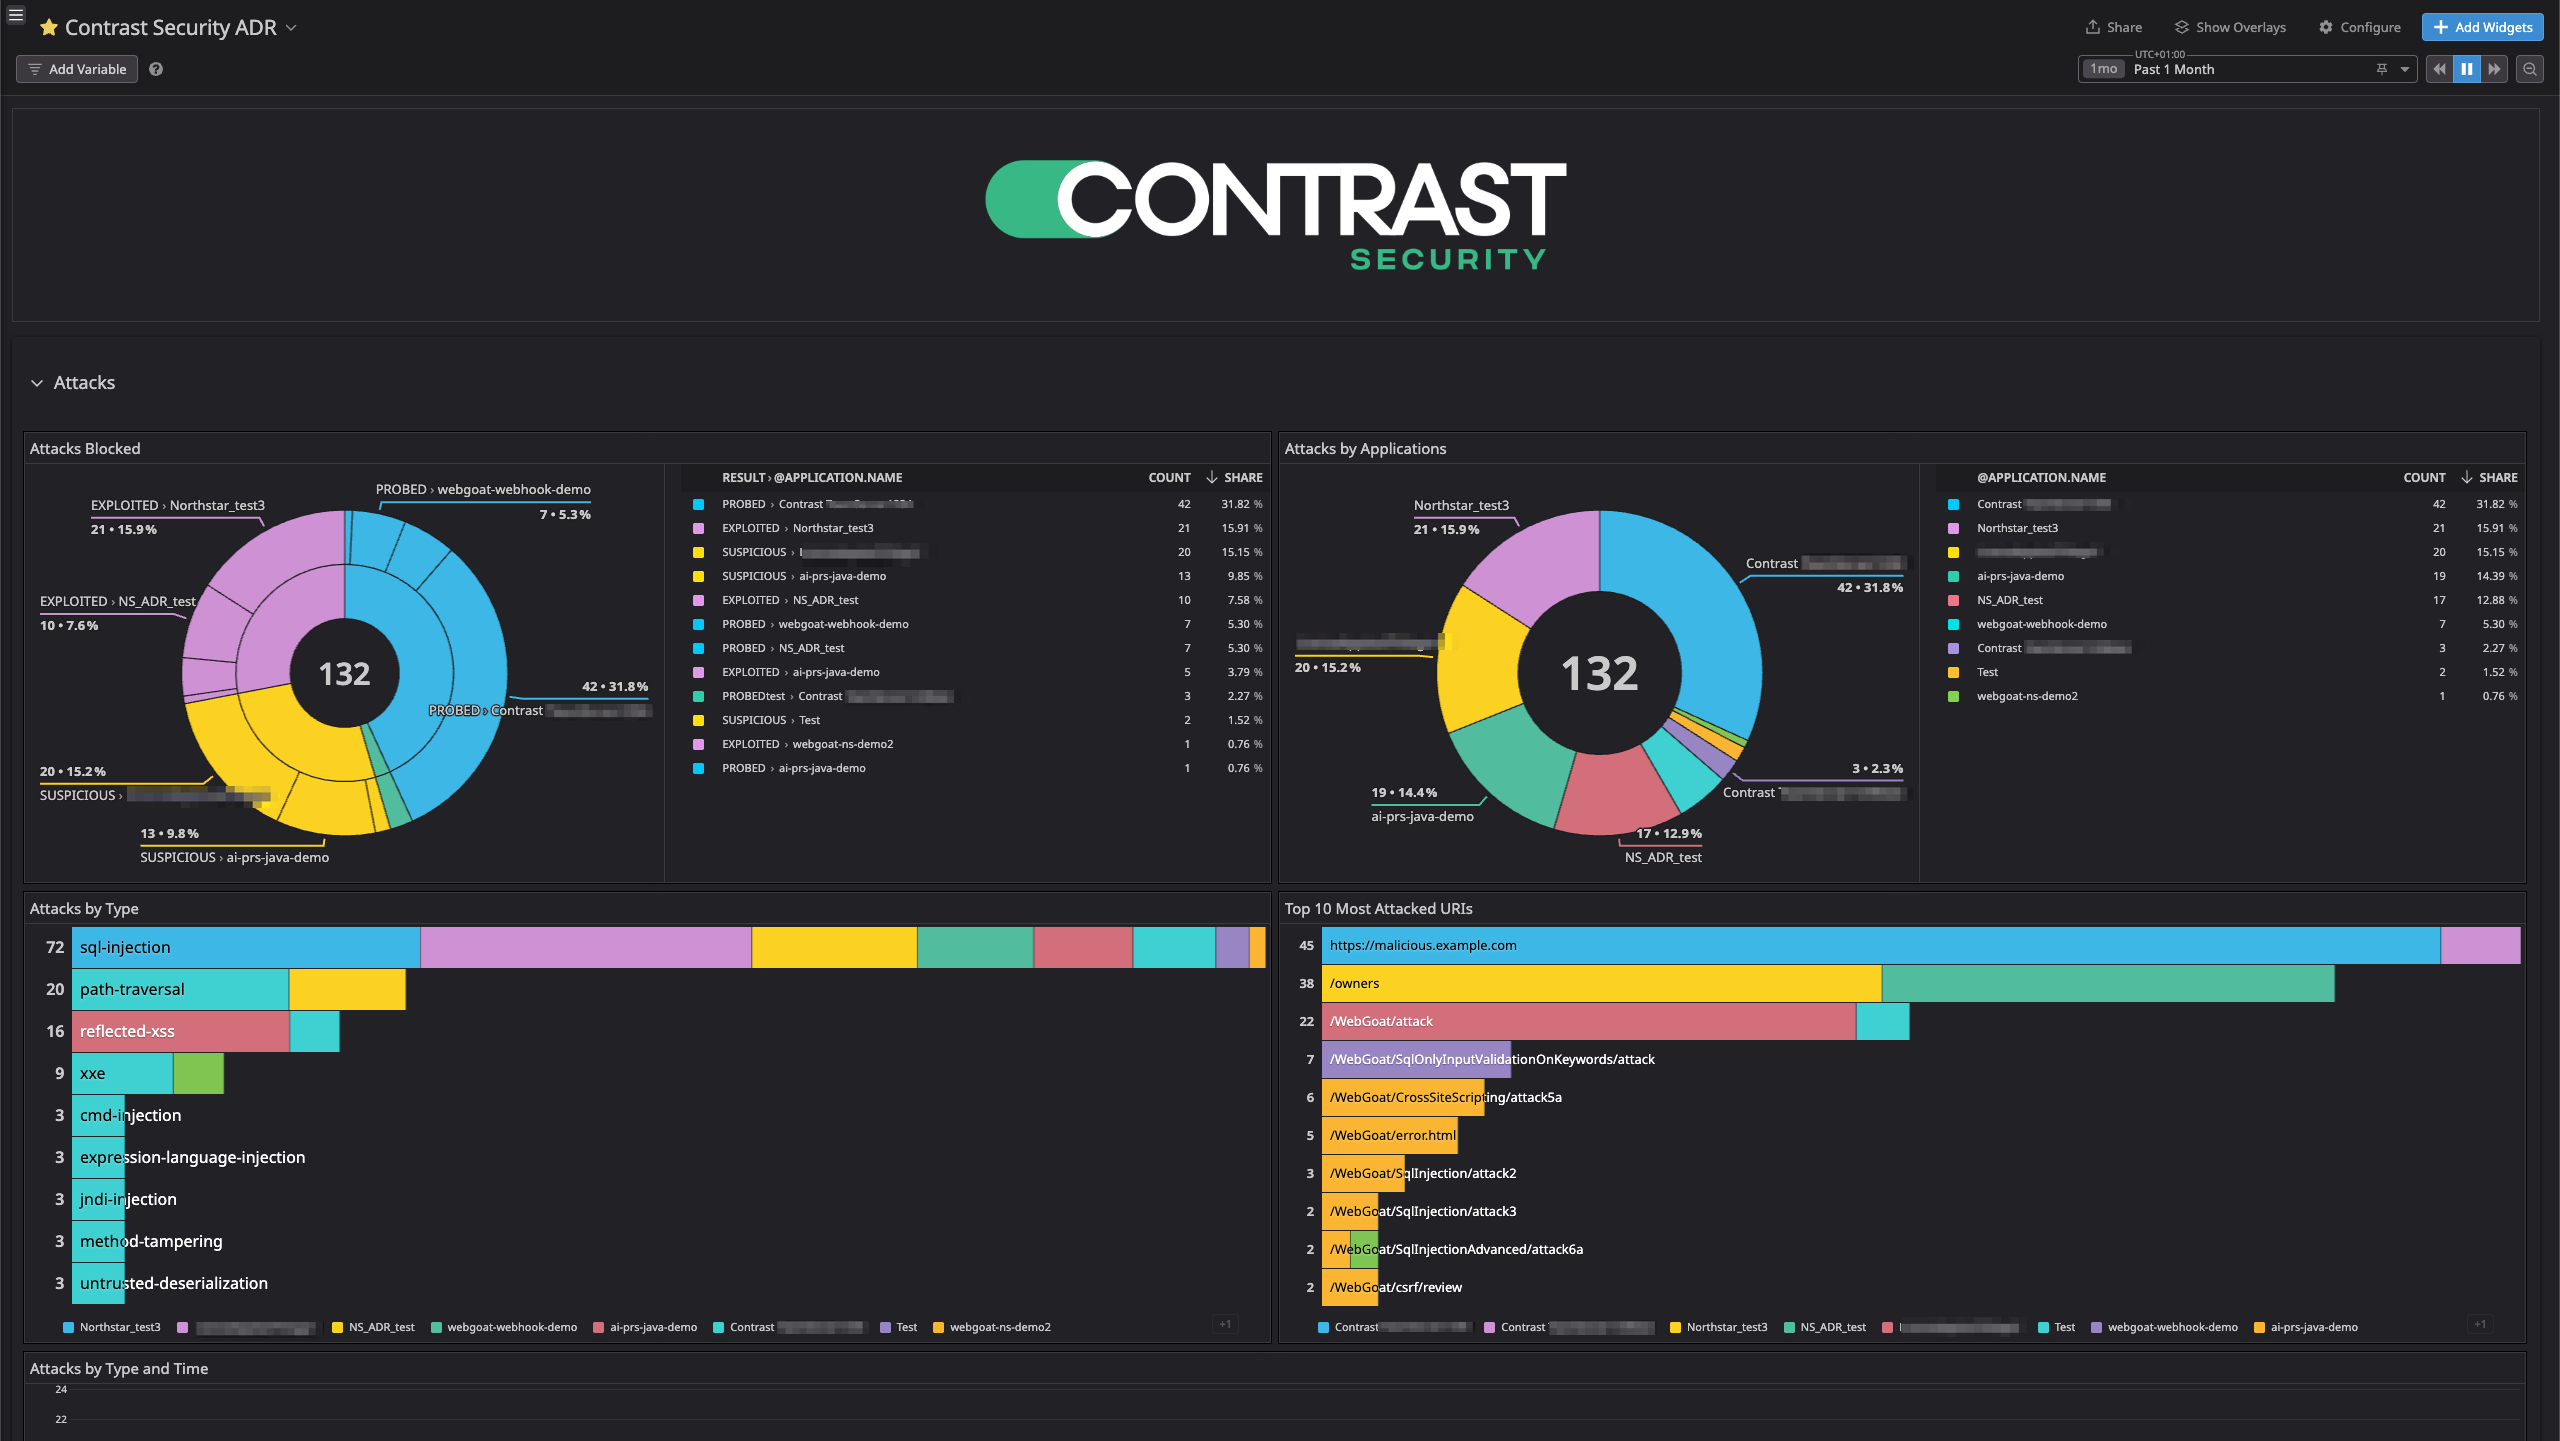 Contrast Security ADR
Share
Show Overlays
Configure
Add Widgets
Add Variable
UTC+01:00
1mo
Past 1 Month
CONTRAST
SECURITY
Attacks
Attacks Blocked
PROBED › webgoat-webhook-demo
7 • 5.3%
EXPLOITED › Northstar_test3
21 • 15.9%
EXPLOITED › NS_ADR_test
10 • 7.6%
132
42 • 31.8%
PROBED › Contrast
20 • 15.2%
SUSPICIOUS ›
13 • 9.8%
SUSPICIOUS › ai-prs-java-demo
RESULT › @APPLICATION.NAME COUNT SHARE
PROBED › Contrast 42 31.82 %
EXPLOITED › Northstar_test3 21 15.91 %
SUSPICIOUS › 20 15.15 %
SUSPICIOUS › ai-prs-java-demo 13 9.85 %
EXPLOITED › NS_ADR_test 10 7.58 %
PROBED › webgoat-webhook-demo 7 5.30 %
PROBED › NS_ADR_test 7 5.30 %
EXPLOITED › ai-prs-java-demo 5 3.79 %
PROBEDtest › Contrast 3 2.27 %
SUSPICIOUS › Test 2 1.52 %
EXPLOITED › webgoat-ns-demo2 1 0.76 %
PROBED › ai-prs-java-demo 1 0.76 %
Attacks by Applications
Northstar_test3
21 • 15.9%
Contrast
42 • 31.8%
20 • 15.2%
132
3 • 2.3%
Contrast
19 • 14.4%
ai-prs-java-demo
17 • 12.9%
NS_ADR_test
@APPLICATION.NAME COUNT SHARE
Contrast 42 31.82 %
Northstar_test3 21 15.91 %
20 15.15 %
ai-prs-java-demo 19 14.39 %
NS_ADR_test 17 12.88 %
webgoat-webhook-demo 7 5.30 %
Contrast 3 2.27 %
Test 2 1.52 %
webgoat-ns-demo2 1 0.76 %
Attacks by Type
72 sql-injection
20 path-traversal
16 reflected-xss
9 xxe
3 cmd-injection
3 expression-language-injection
3 jndi-injection
3 method-tampering
3 untrusted-deserialization
Northstar_test3 NS_ADR_test webgoat-webhook-demo ai-prs-java-demo Contrast Test webgoat-ns-demo2 +1
Top 10 Most Attacked URIs
45 https://malicious.example.com
38 /owners
22 /WebGoat/attack
7 /WebGoat/SqlOnlyInputValidationOnKeywords/attack
6 /WebGoat/CrossSiteScripting/attack5a
5 /WebGoat/error.html
3 /WebGoat/SqlInjection/attack2
2 /WebGoat/SqlInjection/attack3
2 /WebGoat/SqlInjectionAdvanced/attack6a
2 /WebGoat/csrf/review
Contrast Contrast Northstar_test3 NS_ADR_test Test webgoat-webhook-demo ai-prs-java-demo +1
Attacks by Type and Time
24
22